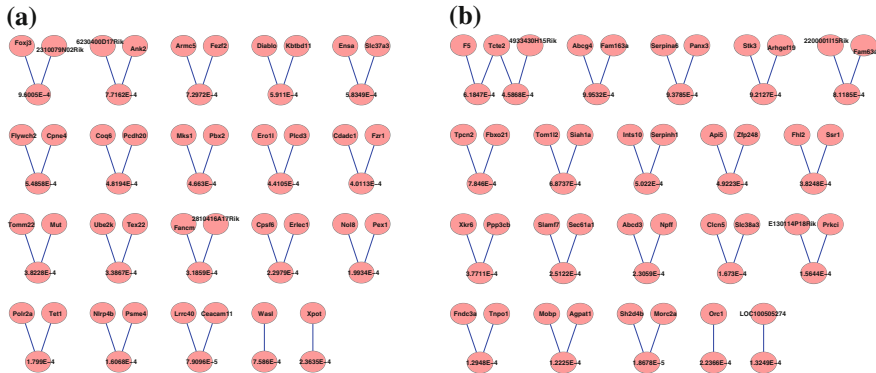 (a)
Foxj3 2310079N02Rik 6230400D17Rik Ank2 Armc5 Fezf2 Diablo Kbtbd11 Ensa Slc37a3
9.6005E-4 7.7162E-4 7.2972E-4 5.911E-4 5.8349E-4
Flywch2 Cpne4 Coq6 Pcdh20 Mks1 Pbx2 Ero1l Plcd3 Cdadc1 Fzr1
5.4858E-4 4.8194E-4 4.663E-4 4.4105E-4 4.0113E-4
Tomm22 Mut Ube2k Tex22 Fancm 2810416A17Rik Cpsf6 Erlec1 Nol8 Pex1
3.8228E-4 3.3867E-4 3.1859E-4 2.2979E-4 1.9934E-4
Polr2a Tet1 Nlrp4b Psme4 Lrrc40 Ceacam11 Wasl Xpot
1.799E-4 1.6068E-4 7.9096E-5 7.586E-4 2.3635E-4
(b)
F5 Tcte2 4933430H15Rik Abcg4 Fam163a Serpina6 Panx3 Stk3 Arhgef19 2200001I15Rik Fam63a
6.1847E-4 4.5868E-4 9.9532E-4 9.3785E-4 9.2127E-4 8.1185E-4
Tpcn2 Fbxo21 Tom1l2 Siah1a Ints10 Serpinh1 Api5 Zfp248 Fhl2 Ssr1
7.846E-4 6.8737E-4 5.022E-4 4.9223E-4 3.8248E-4
Xkr6 Ppp3cb Slamf7 Sec61a1 Abcd3 Npff Clcn5 Slc38a3 E130114P18Rik Prkci
3.7711E-4 2.5122E-4 2.3059E-4 1.673E-4 1.5644E-4
Fndc3a Tnpo1 Mobp Agpat1 Sh2d4b Morc2a Orc1 LOC100505274
1.2948E-4 1.2225E-4 1.8678E-5 2.2366E-4 1.3249E-4